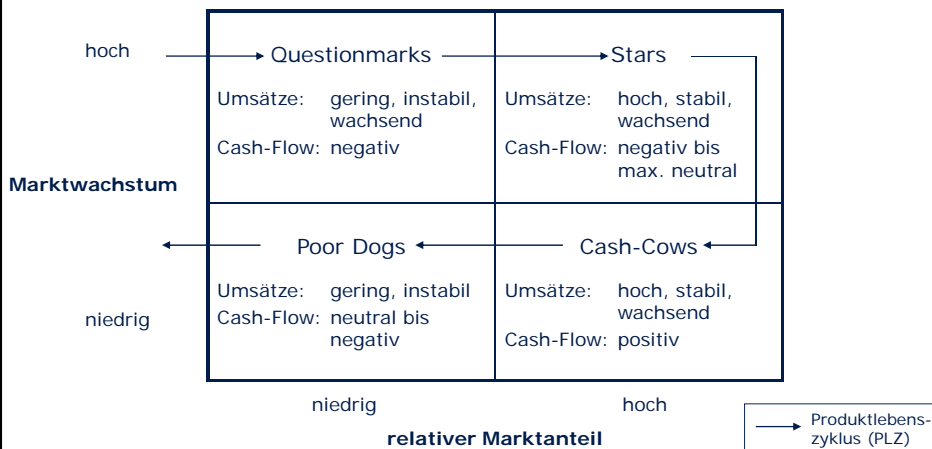 hoch
Questionmarks
Umsätze: gering, instabil,
wachsend
Cash-Flow: negativ
Stars
Umsätze: hoch, stabil,
wachsend
Cash-Flow: negativ bis
max. neutral
Marktwachstum
Poor Dogs
Umsätze: gering, instabil
Cash-Flow: neutral bis
negativ
Cash-Cows
Umsätze: hoch, stabil,
wachsend
Cash-Flow: positiv
niedrig
niedrig
hoch
relativer Marktanteil
Produktlebens-
zyklus (PLZ)